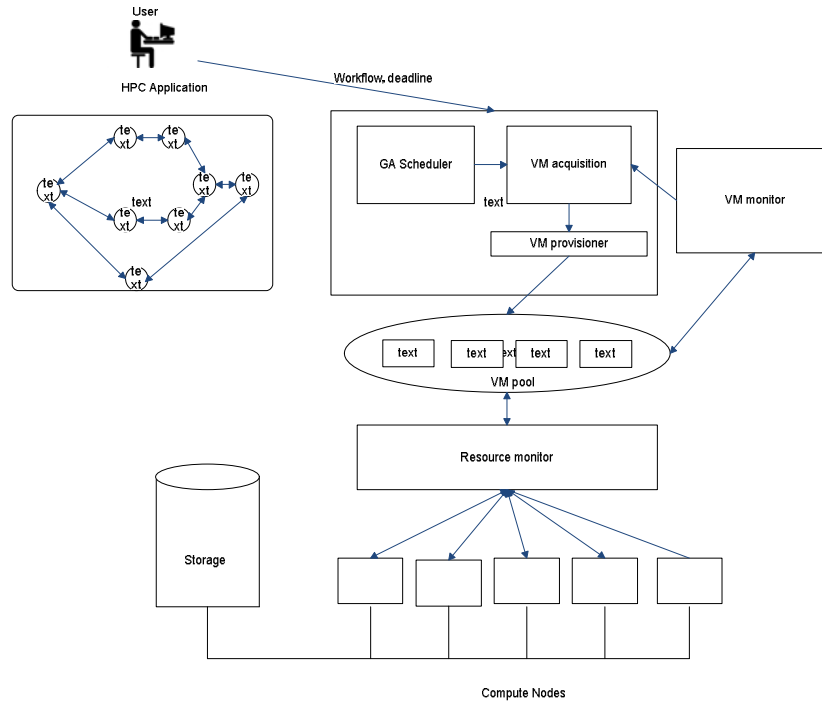 User
HPC Application
Workflow, deadline
te
xt
te
xt
te
xt
te
xt
te
xt
text
te
xt
te
xt
te
xt
GA Scheduler
VM acquisition
text
VM provisioner
VM monitor
text
text
ext
text
text
VM pool
Resource monitor
Storage
Compute Nodes